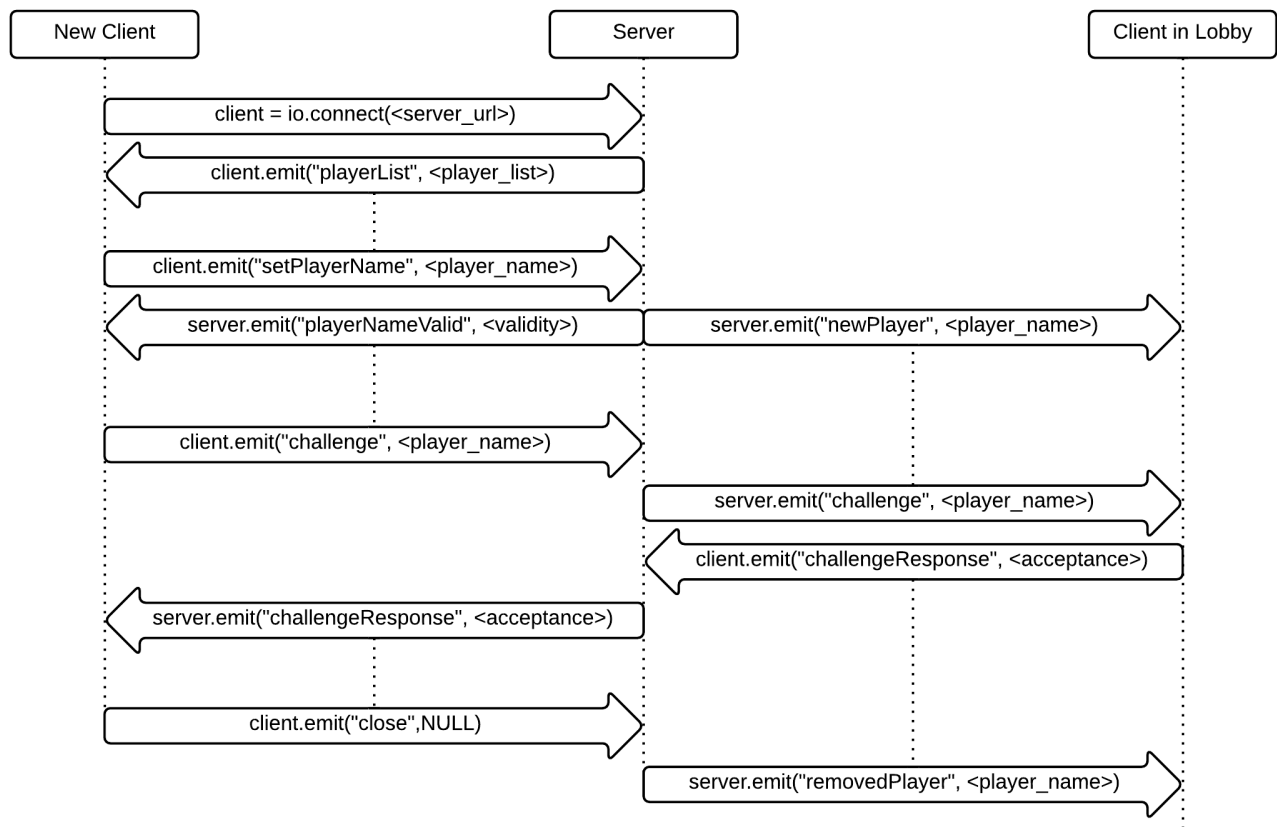 New Client
Server
Client in Lobby
client = io.connect(<server_url>)
client.emit("playerList", <player_list>)
client.emit("setPlayerName", <player_name>)
server.emit("playerNameValid", <validity>)
server.emit("newPlayer", <player_name>)
client.emit("challenge", <player_name>)
server.emit("challenge", <player_name>)
client.emit("challengeResponse", <acceptance>)
server.emit("challengeResponse", <acceptance>)
client.emit("close",NULL)
server.emit("removedPlayer", <player_name>)